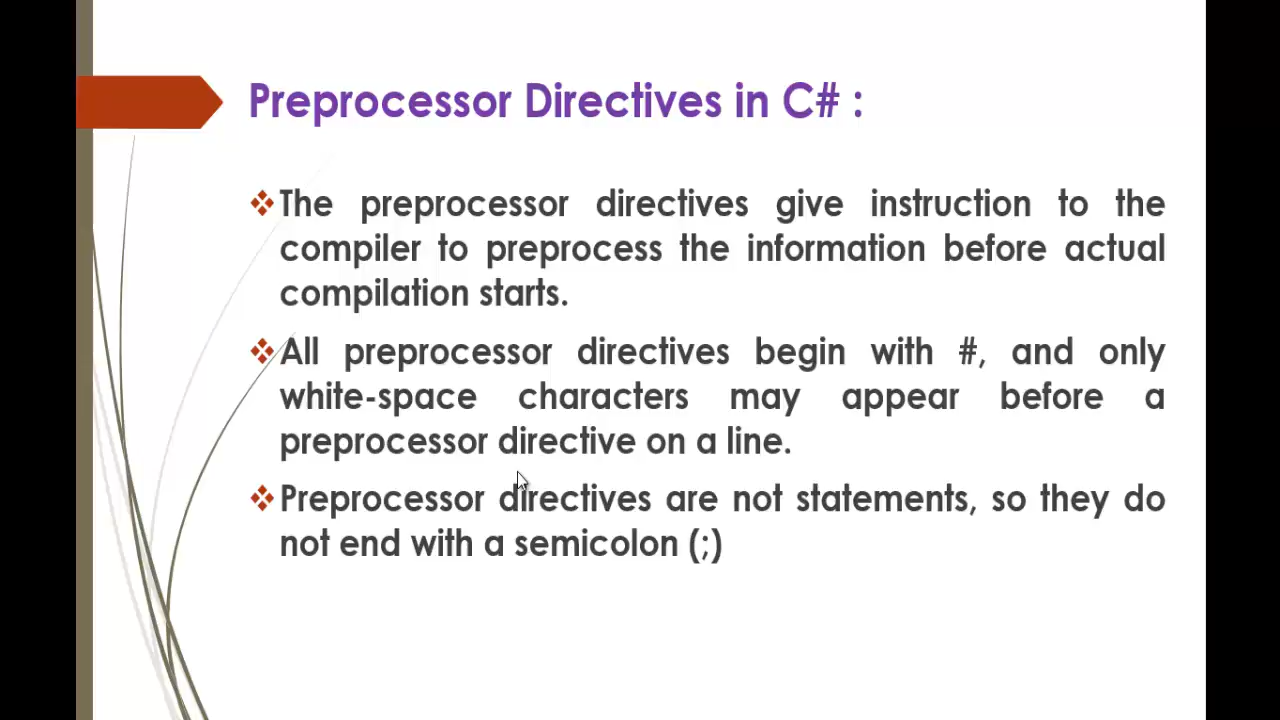 Preprocessor Directives in C# :
The preprocessor directives give instruction to the
compiler to preprocess the information before actual
compilation starts.
All preprocessor directives begin with #, and only
white-space characters may appear before a
preprocessor directive on a line.
Preprocessor directives are not statements, so they do
not end with a semicolon (;)